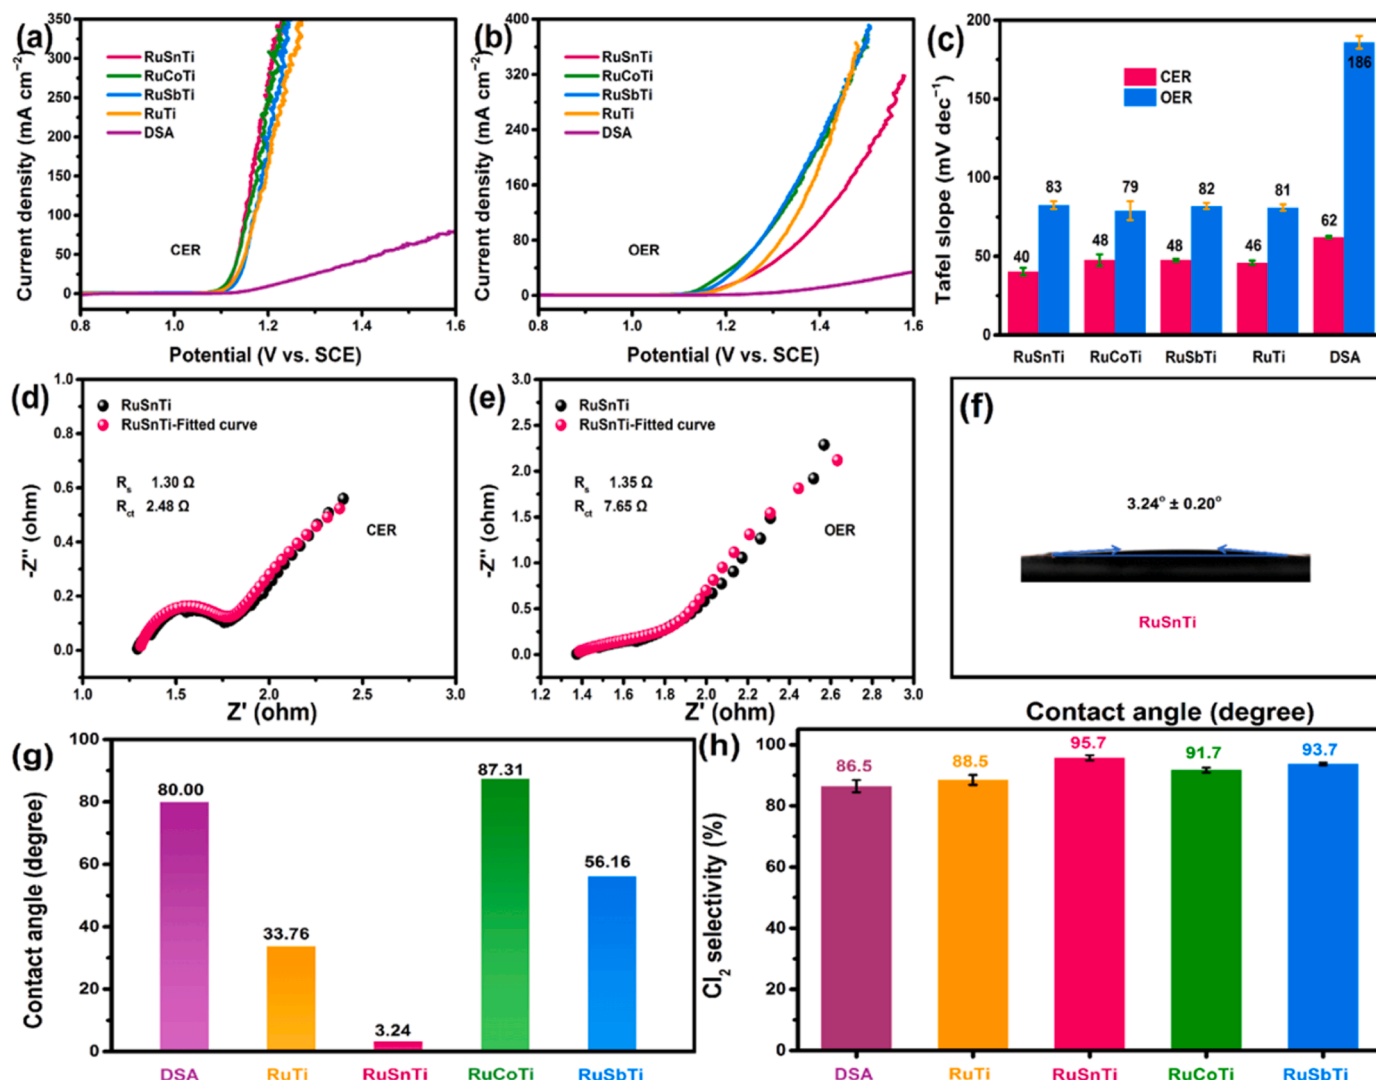 (a)
350
300
250
200
150
100
50
0
Current density (mA cm⁻²)
RuSnTi
RuCoTi
RuSbTi
RuTi
DSA
CER
0.8 1.0 1.2 1.4 1.6
Potential (V vs. SCE)
(b)
400
320
240
160
80
0
Current density (mA cm⁻²)
RuSnTi
RuCoTi
RuSbTi
RuTi
DSA
OER
0.8 1.0 1.2 1.4 1.6
Potential (V vs. SCE)
(c)
200
150
100
50
0
Tafel slope (mV dec⁻¹)
CER
OER
40 83 48 79 48 82 46 81 62 186
RuSnTi RuCoTi RuSbTi RuTi DSA
(d)
1.0
0.8
0.6
0.4
0.2
0.0
-Z'' (ohm)
RuSnTi
RuSnTi-Fitted curve
Rs 1.30 Ω
Rct 2.48 Ω
CER
1.0 1.5 2.0 2.5 3.0
Z' (ohm)
(e)
3.0
2.5
2.0
1.5
1.0
0.5
0.0
-Z'' (ohm)
RuSnTi
RuSnTi-Fitted curve
Rs 1.35 Ω
Rct 7.65 Ω
OER
1.2 1.4 1.6 1.8 2.0 2.2 2.4 2.6 2.8 3.0
Z' (ohm)
(f)
3.24° ± 0.20°
RuSnTi
Contact angle (degree)
(g)
100
80
60
40
20
0
Contact angle (degree)
80.00 33.76 3.24 87.31 56.16
DSA RuTi RuSnTi RuCoTi RuSbTi
(h)
100
80
60
40
20
0
Cl₂ selectivity (%)
86.5 88.5 95.7 91.7 93.7
DSA RuTi RuSnTi RuCoTi RuSbTi